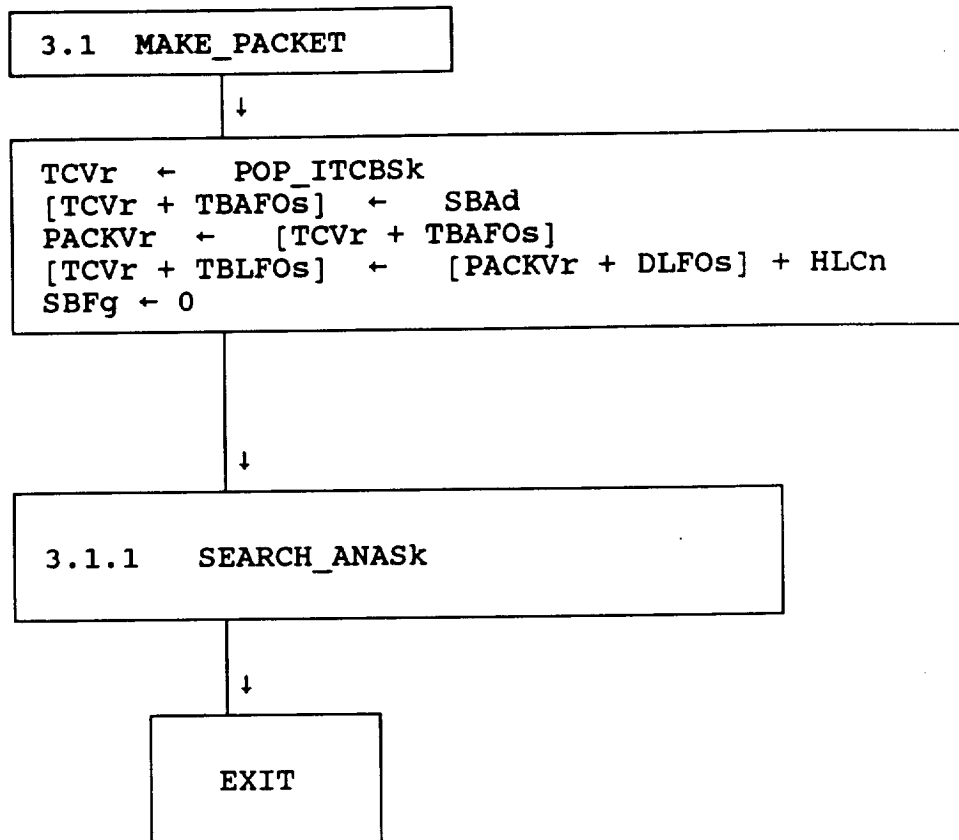 3.1 MAKE_PACKET
↓
TCVr ← POP_ITCBSk
[TCVr + TBAFOs] ← SBAd
PACKVr ← [TCVr + TBAFOs]
[TCVr + TBLFOs] ← [PACKVr + DLFOs] + HLCn
SBFg ← 0
↓
3.1.1 SEARCH_ANASk
↓
EXIT